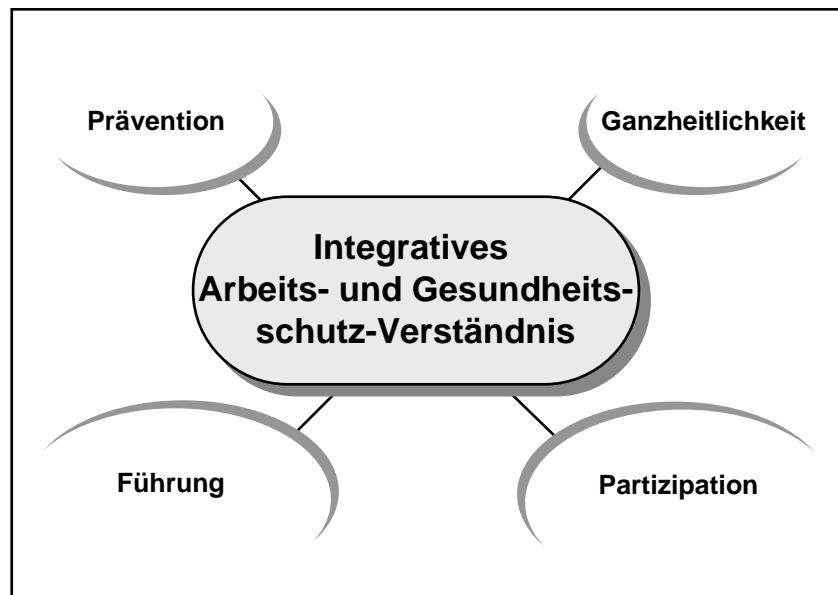 Prävention
Ganzheitlichkeit
Integratives
Arbeits- und Gesundheits-
schutz-Verständnis
Führung
Partizipation